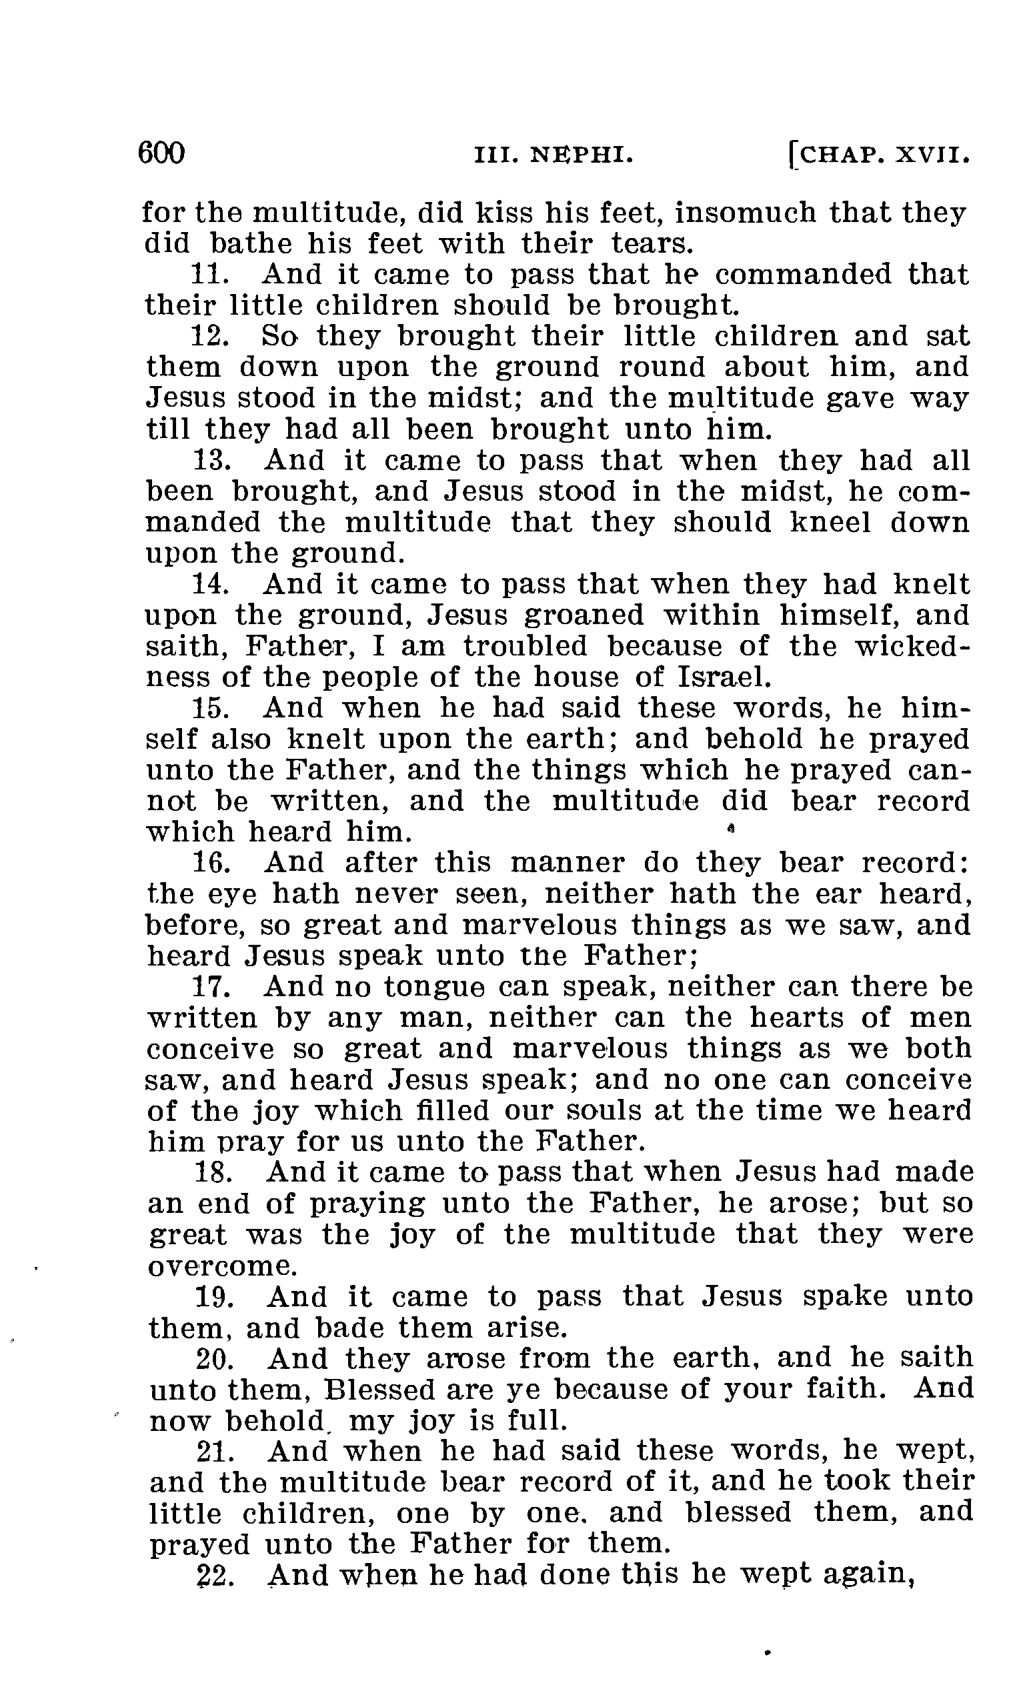 600 III. NEPHI. [CHAP. XVII.
for the multitude, did kiss his feet, insomuch that they
did bathe his feet with their tears.
11. And it came to pass that he commanded that
their little children should be brought.
12. So they brought their little children and sat
them down upon the ground round about him, and
Jesus stood in the midst; and the multitude gave way
till they had all been brought unto him.
13. And it came to pass that when they had all
been brought, and Jesus stood in the midst, he com-
manded the multitude that they should kneel down
upon the ground.
14. And it came to pass that when they had knelt
upon the ground, Jesus groaned within himself, and
saith, Father, I am troubled because of the wicked-
ness of the people of the house of Israel.
15. And when he had said these words, he him-
self also knelt upon the earth; and behold he prayed
unto the Father, and the things which he prayed can-
not be written, and the multitude did bear record
which heard him.
16. And after this manner do they bear record:
the eye hath never seen, neither hath the ear heard,
before, so great and marvelous things as we saw, and
heard Jesus speak unto the Father;
17. And no tongue can speak, neither can there be
written by any man, neither can the hearts of men
conceive so great and marvelous things as we both
saw, and heard Jesus speak; and no one can conceive
of the joy which filled our souls at the time we heard
him pray for us unto the Father.
18. And it came to pass that when Jesus had made
an end of praying unto the Father, he arose; but so
great was the joy of the multitude that they were
overcome.
19. And it came to pass that Jesus spake unto
them, and bade them arise.
20. And they arose from the earth, and he saith
unto them, Blessed are ye because of your faith. And
now behold, my joy is full.
21. And when he had said these words, he wept,
and the multitude bear record of it, and he took their
little children, one by one, and blessed them, and
prayed unto the Father for them.
22. And when he had done this he wept again,